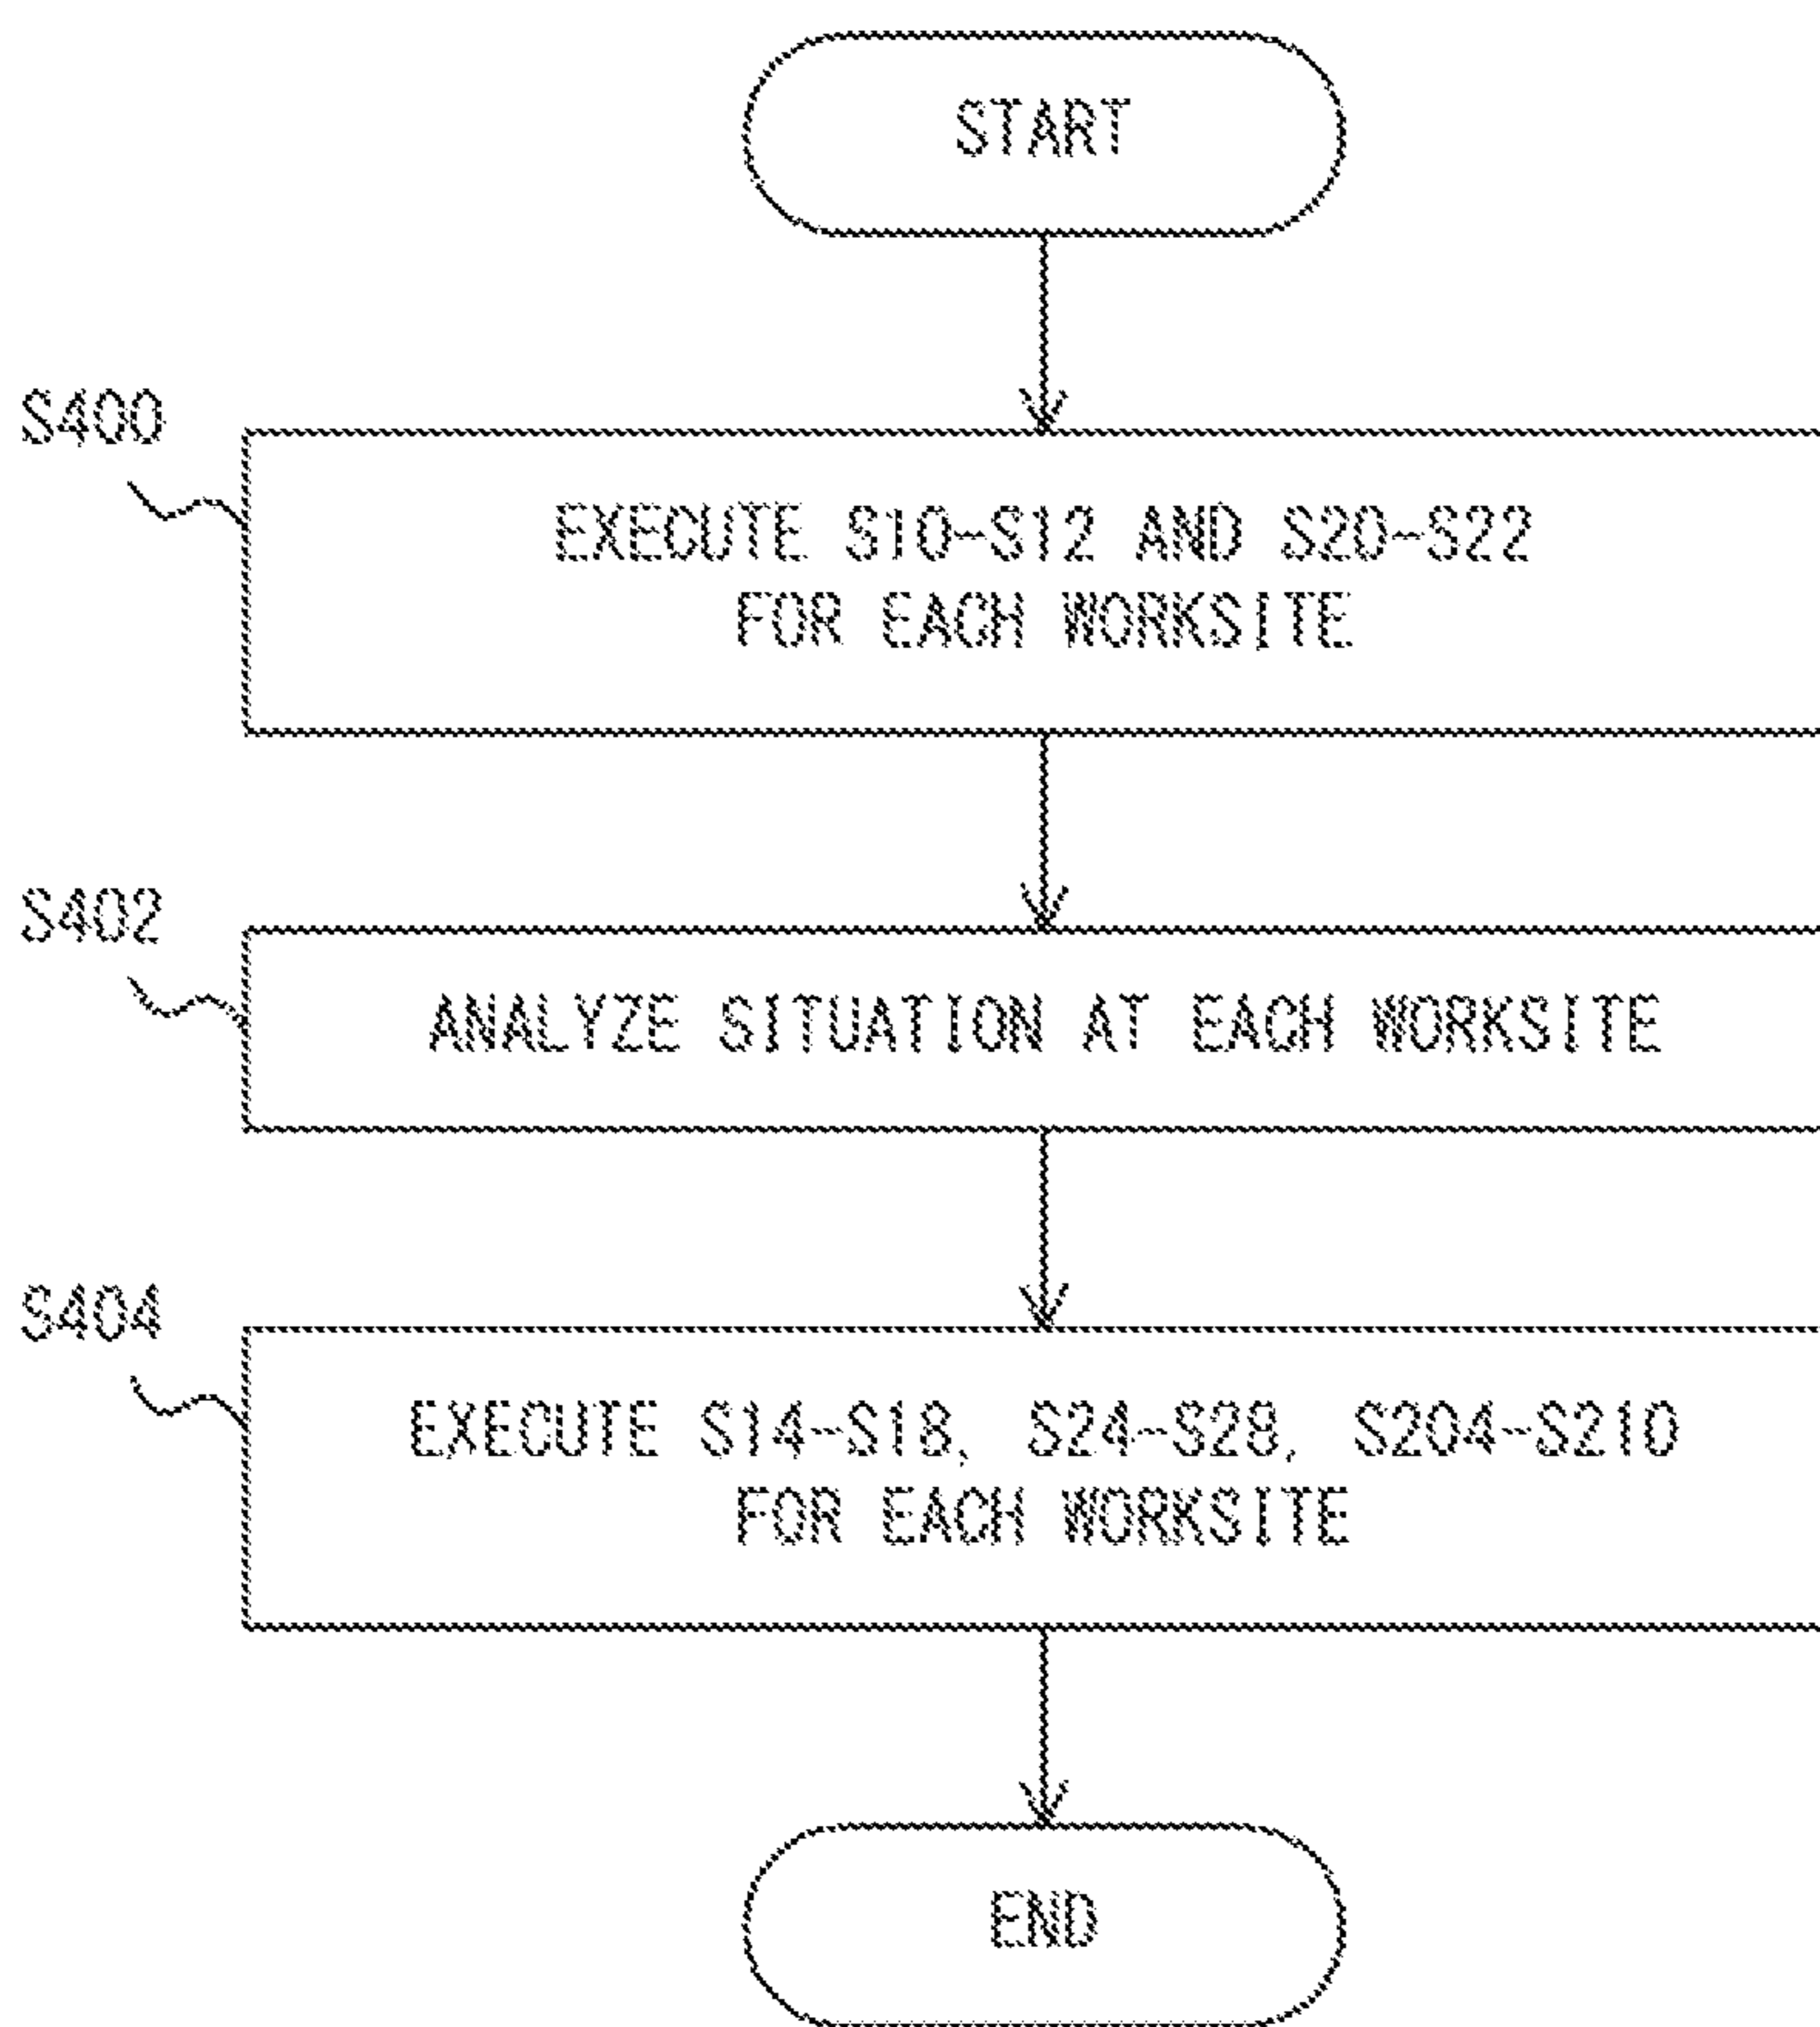 START
S400
EXECUTE S10~S12 AND S20~S22
FOR EACH WORKSITE
S402
ANALYZE SITUATION AT EACH WORKSITE
S404
EXECUTE S14~S18, S24~S28, S204~S210
FOR EACH WORKSITE
END